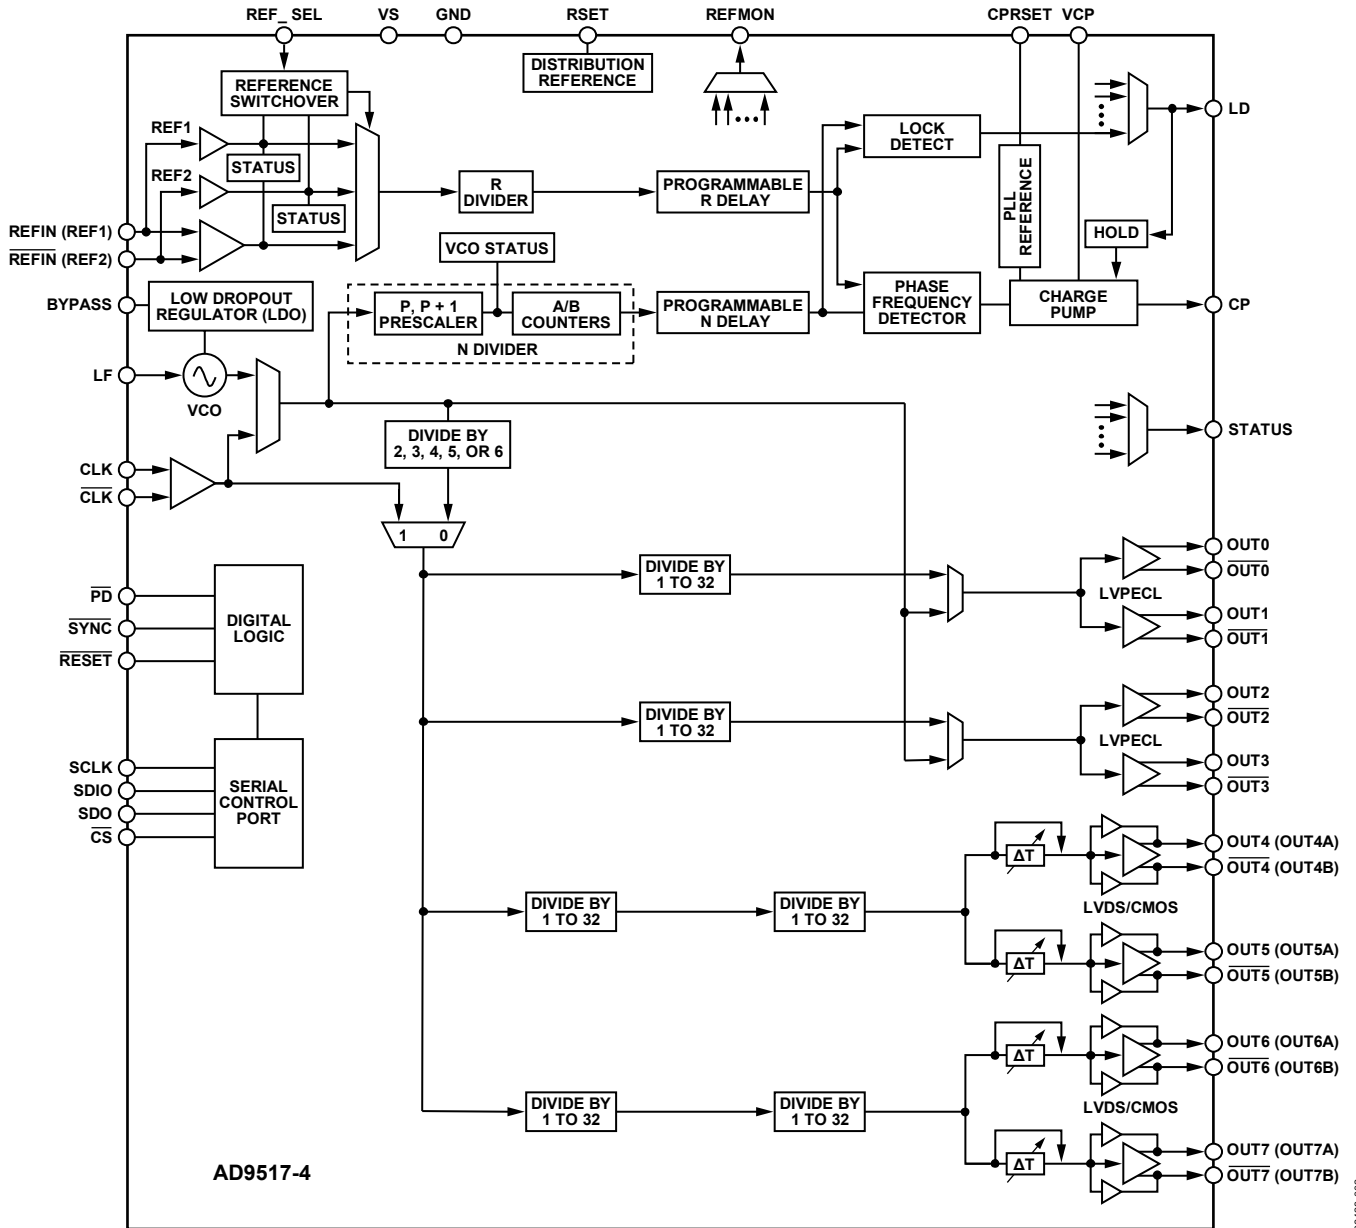 REF_ SEL
VS
GND
RSET
REFMON
CPRSET
VCP
DISTRIBUTION
REFERENCE
REFERENCE
SWITCHOVER
REF1
STATUS
REF2
STATUS
R
DIVIDER
PROGRAMMABLE
R DELAY
LOCK
DETECT
LD
PLL
REFERENCE
HOLD
REFIN (REF1)
REFIN (REF2)
VCO STATUS
BYPASS
LOW DROPOUT
REGULATOR (LDO)
P, P + 1
PRESCALER
A/B
COUNTERS
N DIVIDER
PROGRAMMABLE
N DELAY
PHASE
FREQUENCY
DETECTOR
CHARGE
PUMP
CP
LF
VCO
DIVIDE BY
2, 3, 4, 5, OR 6
STATUS
CLK
CLK
1 0
PD
SYNC
RESET
DIGITAL
LOGIC
DIVIDE BY
1 TO 32
LVPECL
OUT0
OUT0
OUT1
OUT1
DIVIDE BY
1 TO 32
LVPECL
OUT2
OUT2
OUT3
OUT3
SCLK
SDIO
SDO
CS
SERIAL
CONTROL
PORT
DIVIDE BY
1 TO 32
DIVIDE BY
1 TO 32
ΔT
OUT4 (OUT4A)
OUT4 (OUT4B)
LVDS/CMOS
ΔT
OUT5 (OUT5A)
OUT5 (OUT5B)
DIVIDE BY
1 TO 32
DIVIDE BY
1 TO 32
ΔT
OUT6 (OUT6A)
OUT6 (OUT6B)
LVDS/CMOS
ΔT
OUT7 (OUT7A)
OUT7 (OUT7B)
AD9517-4